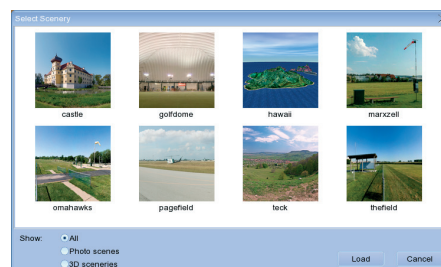 Select Scenery
castle golfdome hawaii marxzell
omahawks pagefield teck thefield
Show: All
Photo scenes
3D sceneries
Load Cancel